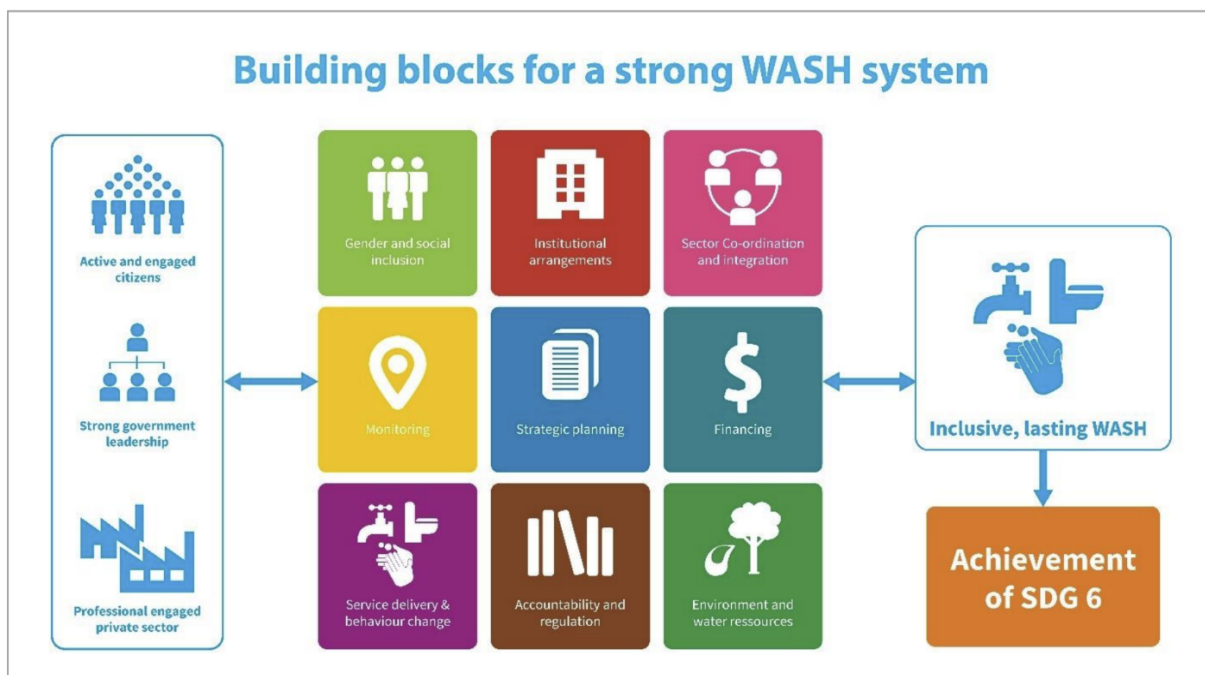 Building blocks for a strong WASH system
Active and engaged
citizens
Strong government
leadership
Professional engaged
private sector
Gender and social
inclusion
Institutional
arrangements
Sector Co-ordination
and integration
Monitoring
Strategic planning
Financing
Service delivery &
behaviour change
Accountability and
regulation
Environment and
water ressources
Inclusive, lasting WASH
Achievement
of SDG 6